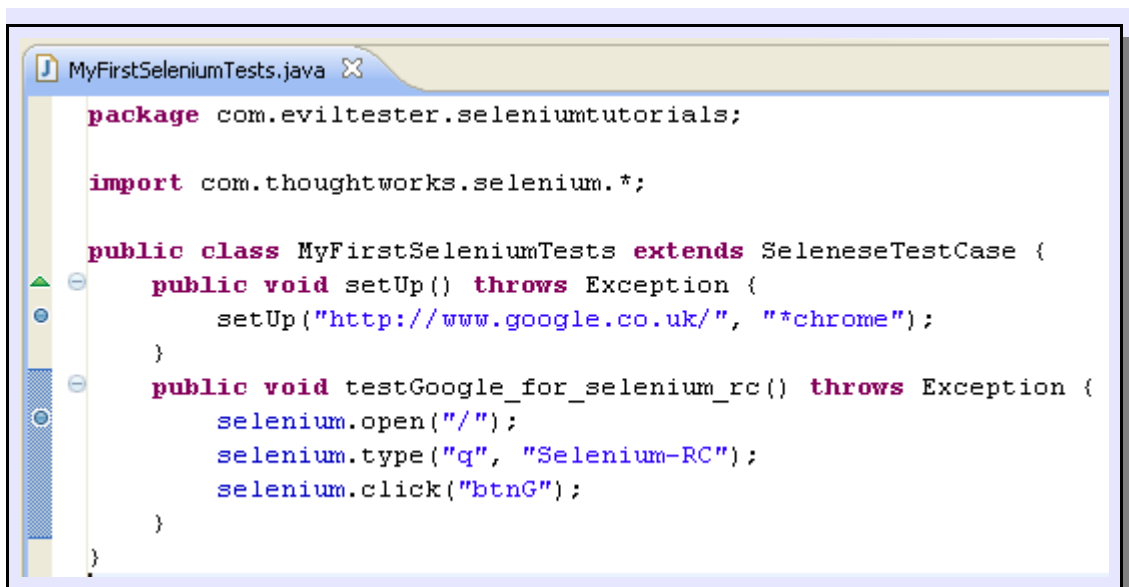 MyFirstSeleniumTests.java
package com.eviltester.seleniumtutorials;
import com.thoughtworks.selenium.*;
public class MyFirstSeleniumTests extends SeleneseTestCase {
public void setUp() throws Exception {
setUp("http://www.google.co.uk/", "*chrome");
}
public void testGoogle_for_selenium_rc() throws Exception {
selenium.open("/");
selenium.type("q", "Selenium-RC");
selenium.click("btnG");
}
}